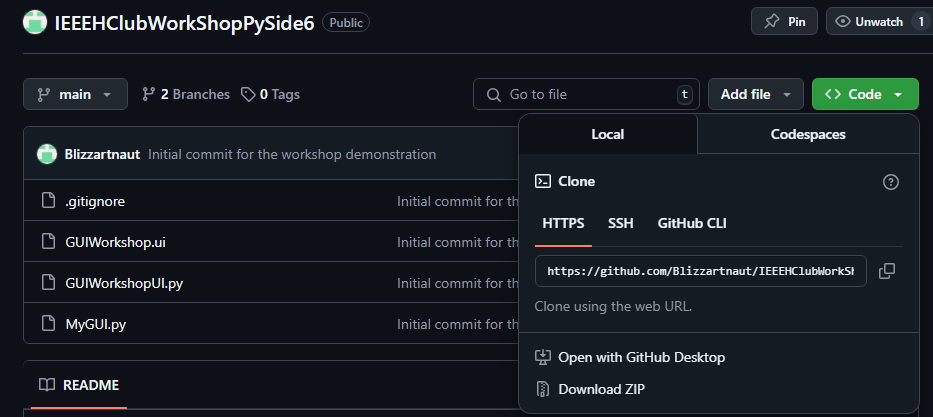 IEEEHClubWorkShopPySide6 Public
Pin
Unwatch 1
main
2 Branches
0 Tags
Go to file t
Add file
Code
Local
Codespaces
Blizzartnaut Initial commit for the workshop demonstration
.gitignore Initial commit for th
GUIWorkshop.ui Initial commit for th
GUIWorkshopUI.py Initial commit for th
MyGUI.py Initial commit for th
README
Clone
HTTPS SSH GitHub CLI
https://github.com/Blizzartnaut/IEEEHClubWorkSh
Clone using the web URL.
Open with GitHub Desktop
Download ZIP